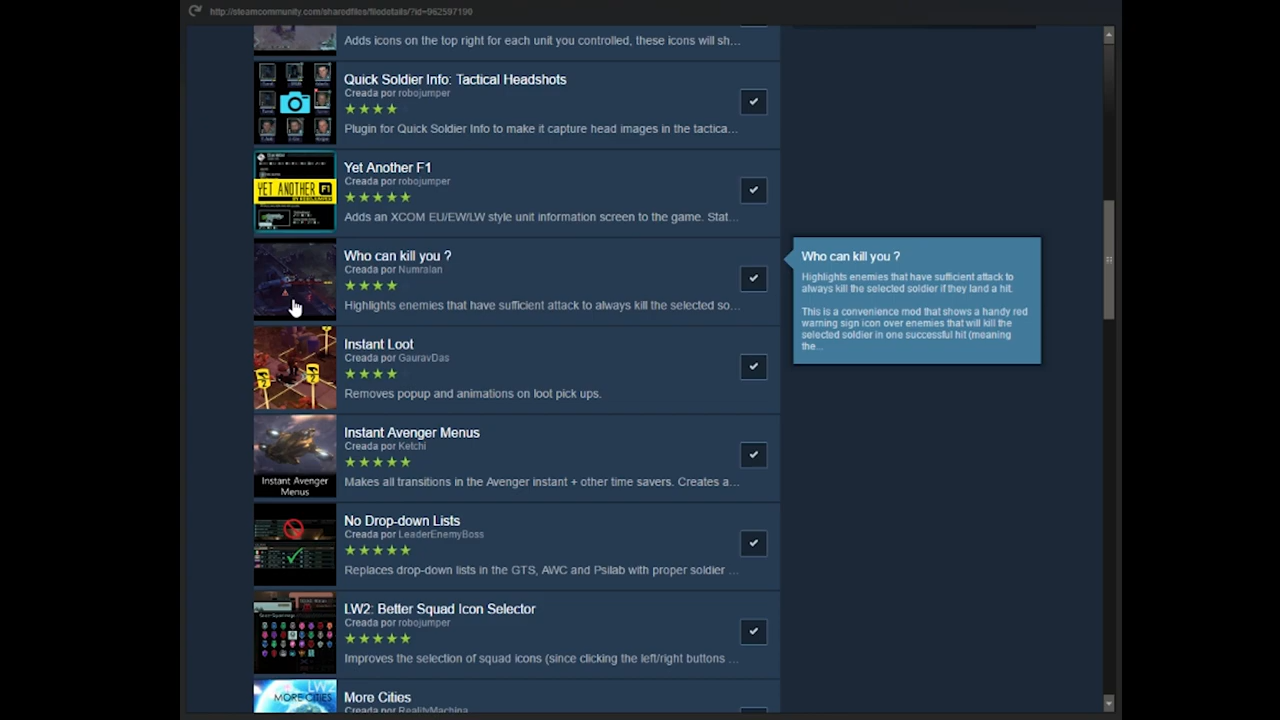 http://steamcommunity.com/sharedfiles/filedetails/?id=962597190
Adds icons on the top right for each unit you controlled, these icons will sh...
Quick Soldier Info: Tactical Headshots
Creada por robojumper
Plugin for Quick Soldier Info to make it capture head images in the tactica...
Yet Another F1
Creada por robojumper
YET ANOTHER F1
Adds an XCOM EU/EW/LW style unit information screen to the game. Stat...
Who can kill you ?
Creada por Numralan
Highlights enemies that have sufficient attack to always kill the selected so...
Who can kill you ?
Highlights enemies that have sufficient attack to
always kill the selected soldier if they land a hit.
This is a convenience mod that shows a handy red
warning sign icon over enemies that will kill the
selected soldier in one successful hit (meaning
the...
Instant Loot
Creada por GauravDas
Removes popup and animations on loot pick ups.
Instant Avenger Menus
Creada por Ketchi
Instant Avenger
Menus
Makes all transitions in the Avenger instant + other time savers. Creates a...
No Drop-down Lists
Creada por LeaderEnemyBoss
Replaces drop-down lists in the GTS, AWC and Psilab with proper soldier ...
LW2: Better Squad Icon Selector
Creada por robojumper
Improves the selection of squad icons (since clicking the left/right buttons ...
LW2
MORE CITIES
More Cities
Creada por RealityMachina